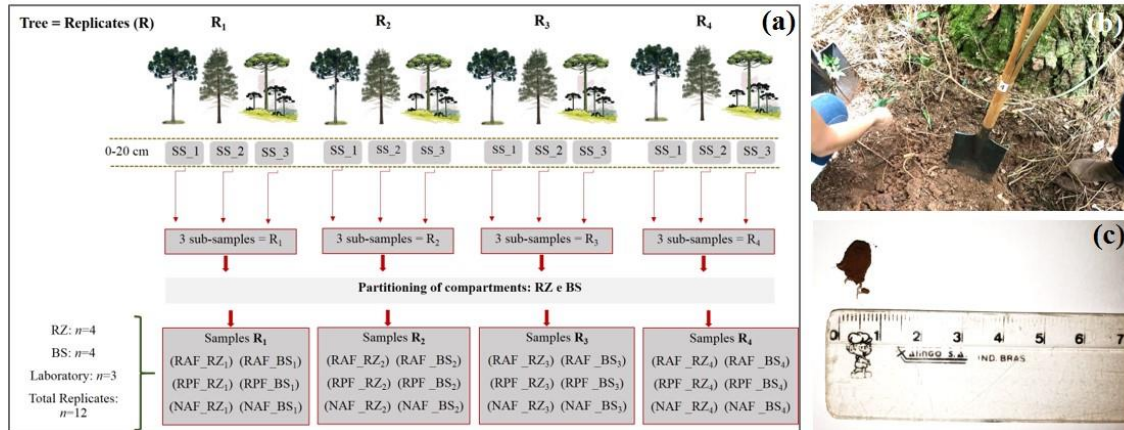 Tree = Replicates (R)
R1
R2
R3
R4
(a)
0-20 cm
SS_1 SS_2 SS_3
SS_1 SS_2 SS_3
SS_1 SS_2 SS_3
SS_1 SS_2 SS_3
3 sub-samples = R1
3 sub-samples = R2
3 sub-samples = R3
3 sub-samples = R4
Partitioning of compartments: RZ e BS
RZ: n=4
BS: n=4
Laboratory: n=3
Total Replicates:
n=12
Samples R1
(RAF_RZ1) (RAF_BS1)
(RPF_RZ1) (RPF_BS1)
(NAF_RZ1) (NAF_BS1)
Samples R2
(RAF_RZ2) (RAF_BS2)
(RPF_RZ2) (RPF_BS2)
(NAF_RZ2) (NAF_BS2)
Samples R3
(RAF_RZ3) (RAF_BS3)
(RPF_RZ3) (RPF_BS3)
(NAF_RZ3) (NAF_BS3)
Samples R4
(RAF_RZ4) (RAF_BS4)
(RPF_RZ4) (RPF_BS4)
(NAF_RZ4) (NAF_BS4)
(b)
(c)
0 1 2 3 4 5 6 7
Xalingo S.A IND. BRAS